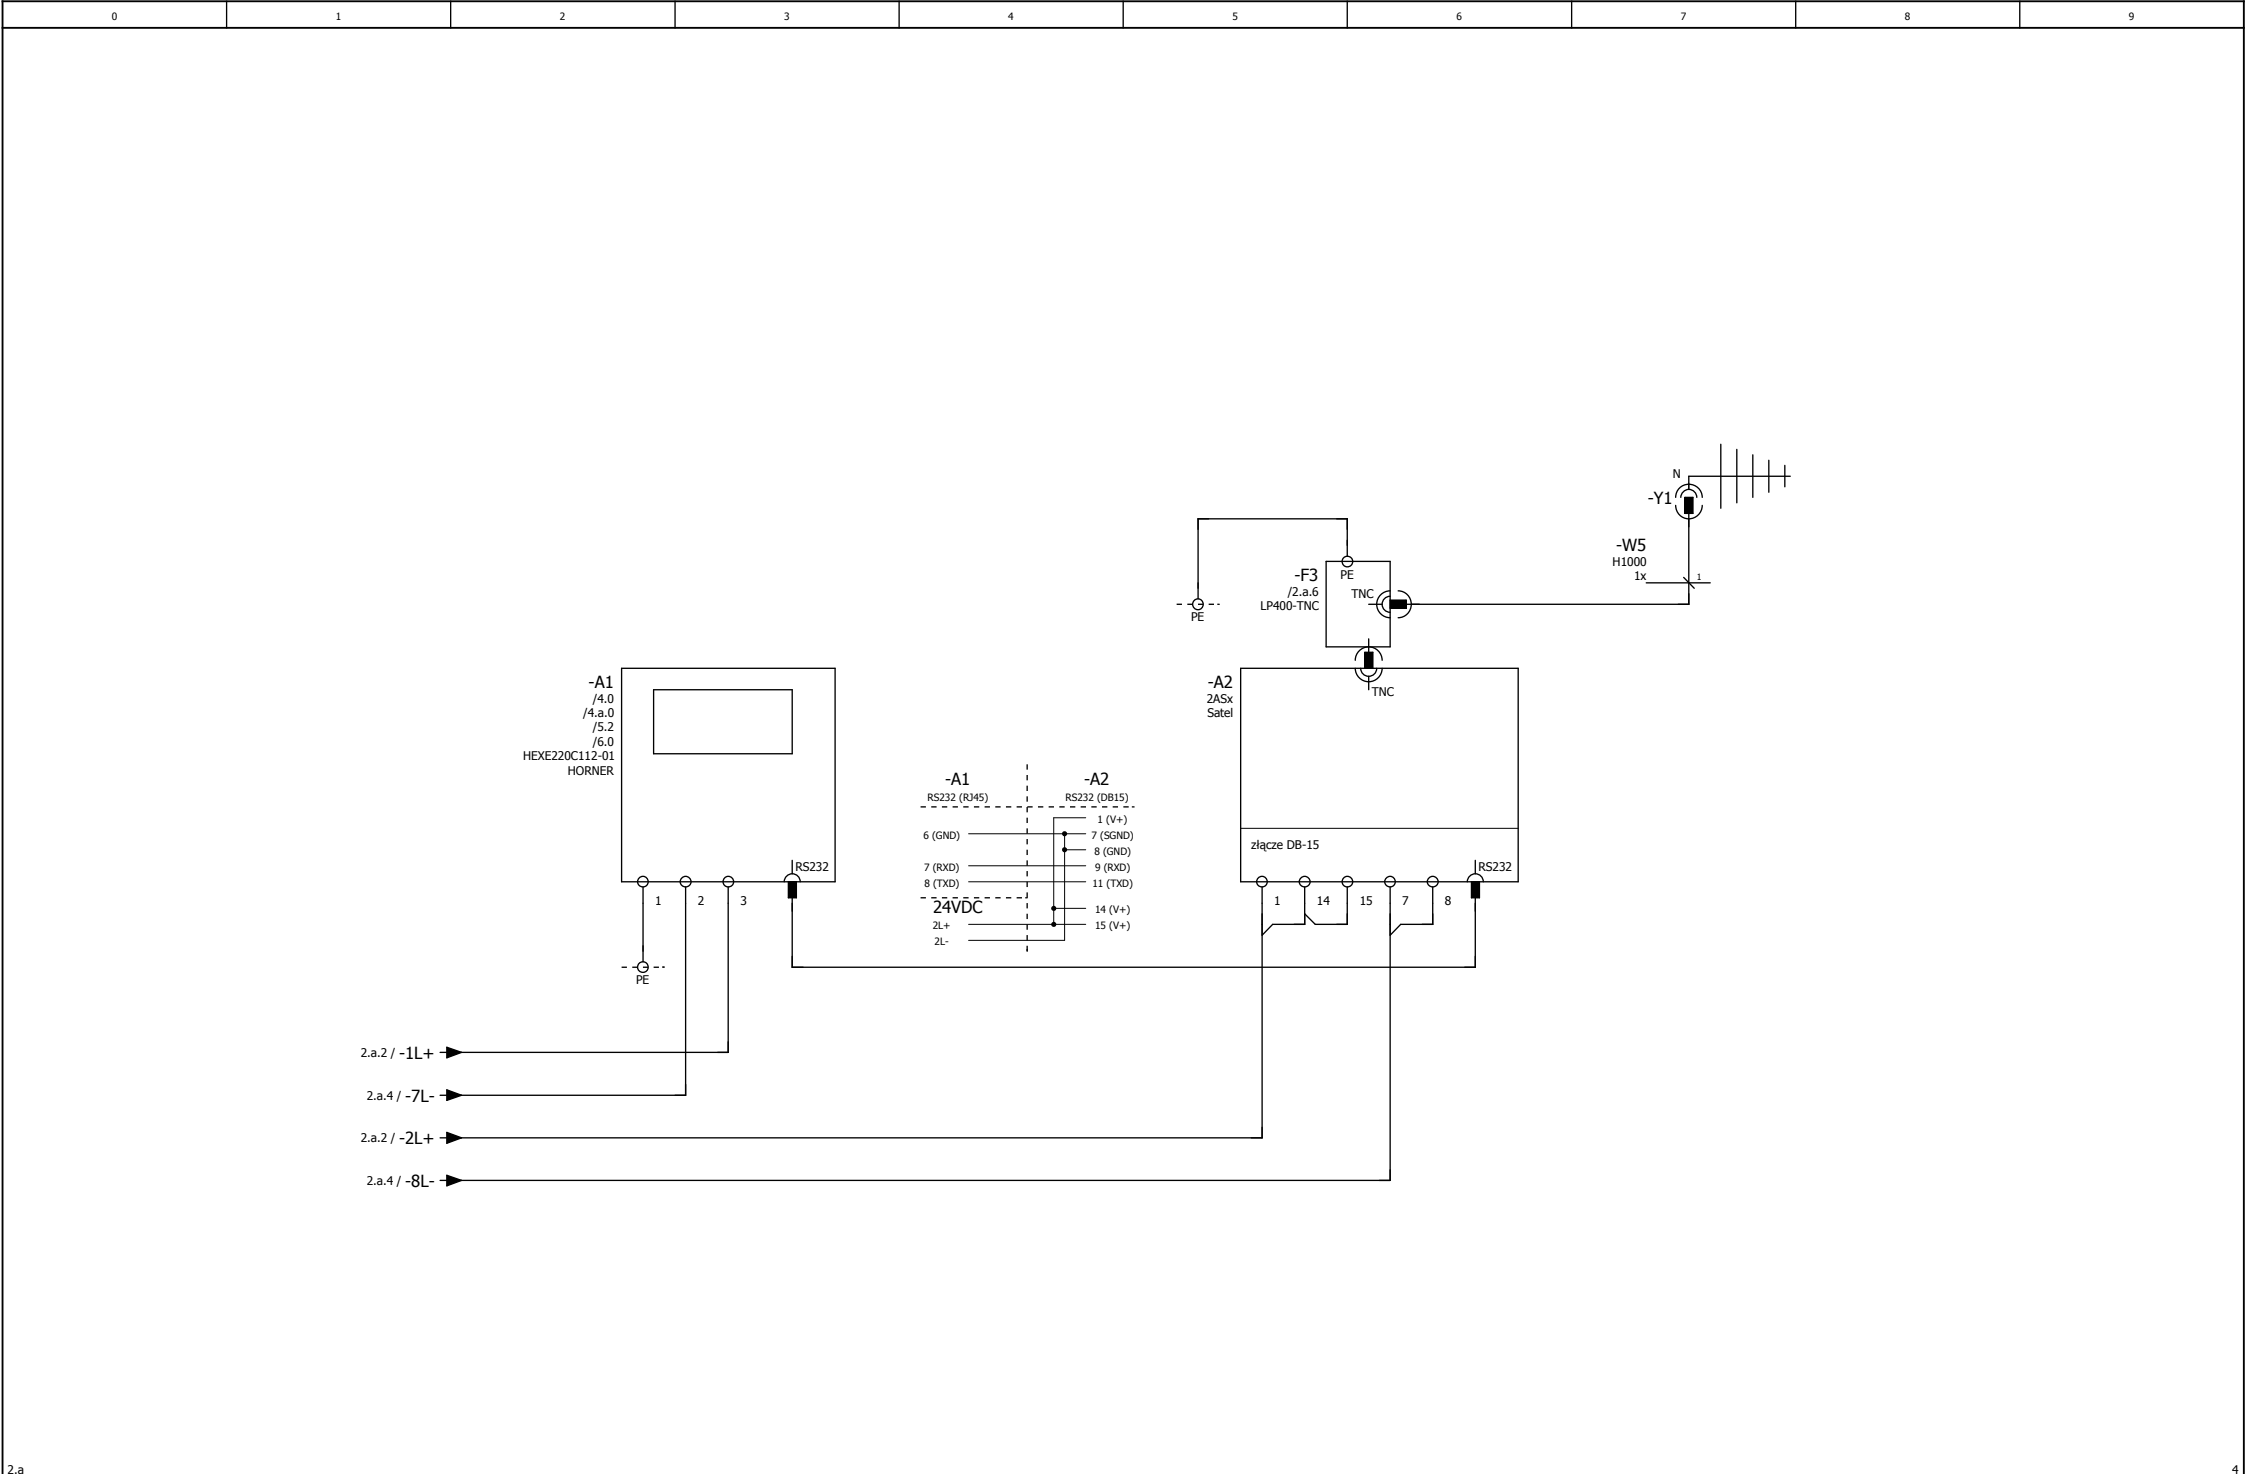 0 1 2 3 4 5 6 7 8 9
N
-Y1
-W5
H1000
1x
1
-F3
/2.a.6
LP400-TNC
PE
TNC
PE
-A1
/4.0
/4.a.0
/5.2
/6.0
HEXE220C112-01
HORNER
RS232
1 2 3
PE
-A1
RS232 (RJ45)
-A2
RS232 (DB15)
1 (V+)
6 (GND) 7 (SGND)
8 (GND)
7 (RXD) 9 (RXD)
8 (TXD) 11 (TXD)
24VDC 14 (V+)
2L+ 15 (V+)
2L-
-A2
2ASx
Satel
TNC
złącze DB-15
RS232
1 14 15 7 8
2.a.2 / -1L+
2.a.4 / -7L-
2.a.2 / -2L+
2.a.4 / -8L-
2.a 4